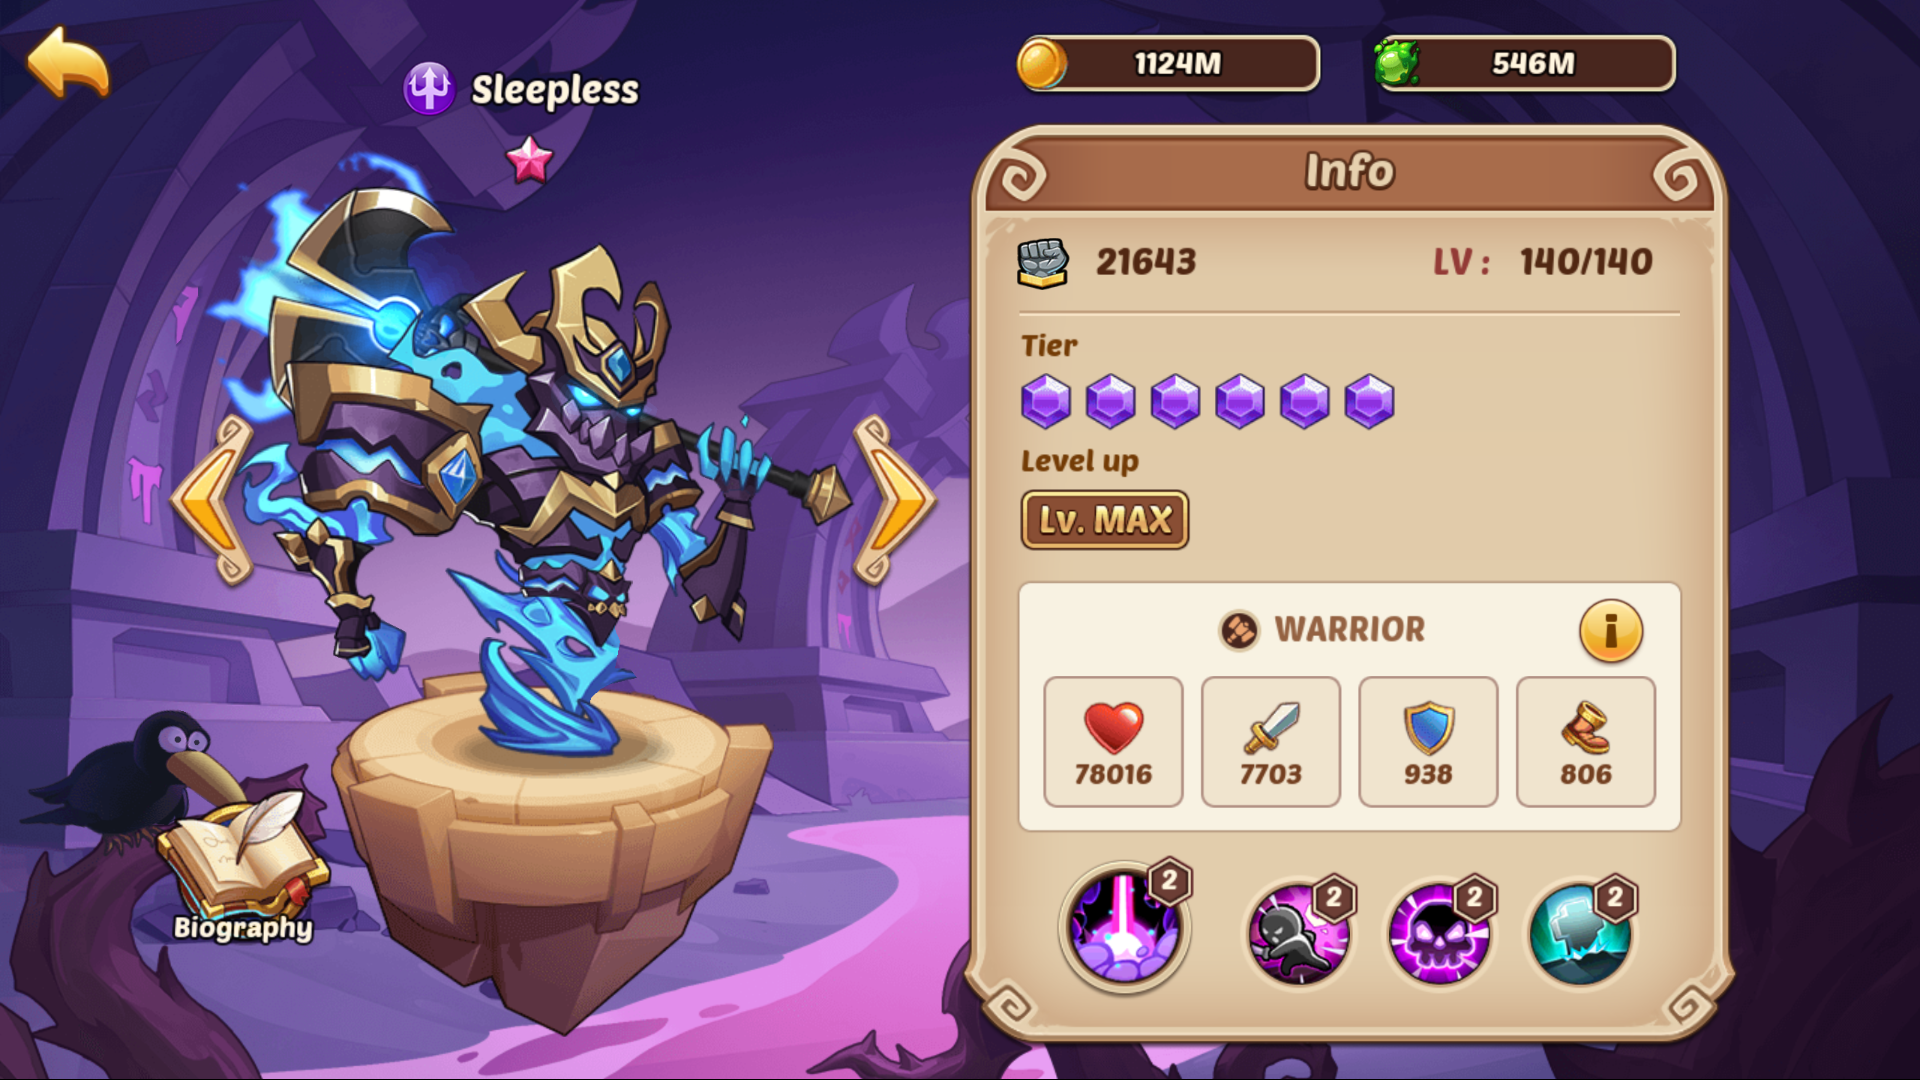 Sleepless
1124M
546M
Info
21643
LV : 140/140
Tier
Level up
Lv. MAX
WARRIOR
78016
7703
938
806
2
2
2
2
Biography